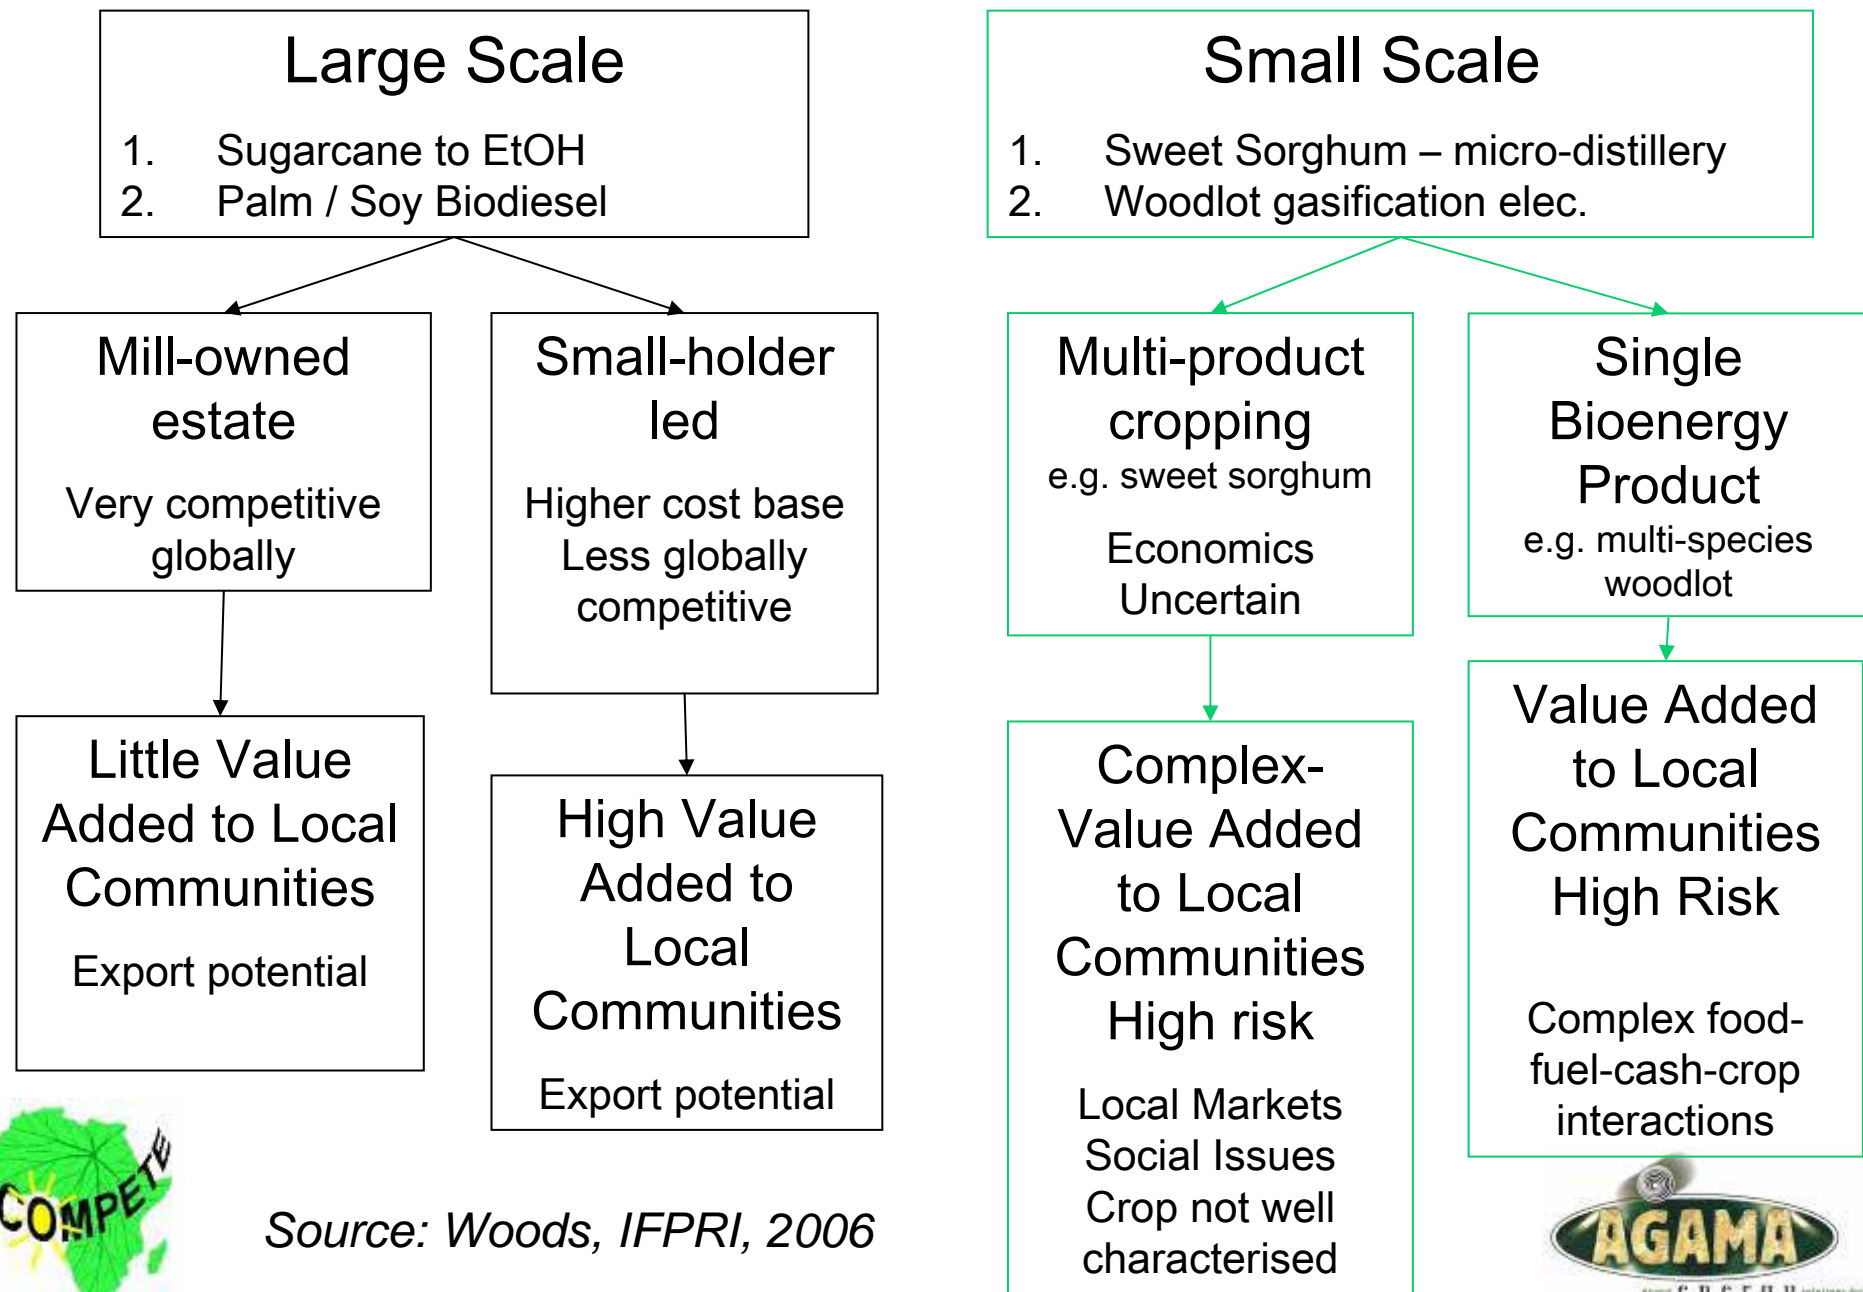 Large Scale
1. Sugarcane to EtOH
2. Palm / Soy Biodiesel
Mill-owned
estate
Very competitive
globally
Small-holder
led
Higher cost base
Less globally
competitive
Little Value
Added to Local
Communities
Export potential
High Value
Added to
Local
Communities
Export potential
Small Scale
1. Sweet Sorghum – micro-distillery
2. Woodlot gasification elec.
Multi-product
cropping
e.g. sweet sorghum
Economics
Uncertain
Single
Bioenergy
Product
e.g. multi-species
woodlot
Complex-
Value Added
to Local
Communities
High risk
Local Markets
Social Issues
Crop not well
characterised
Value Added
to Local
Communities
High Risk
Complex food-
fuel-cash-crop
interactions
COMPETE
Source: Woods, IFPRI, 2006
AGAMA